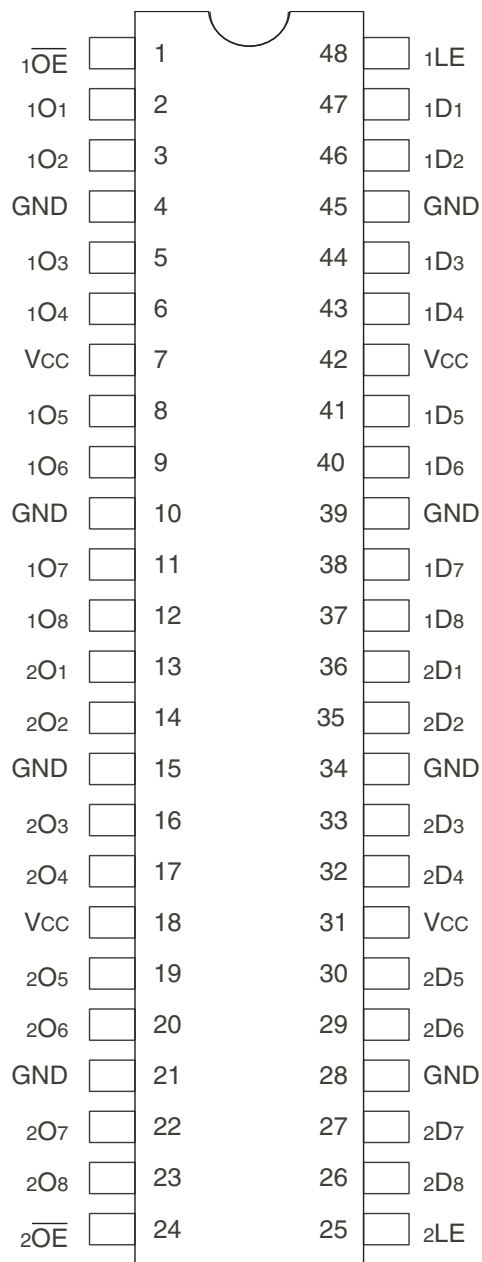 1O̅E̅ 1 48 1LE
1O1 2 47 1D1
1O2 3 46 1D2
GND 4 45 GND
1O3 5 44 1D3
1O4 6 43 1D4
VCC 7 42 VCC
1O5 8 41 1D5
1O6 9 40 1D6
GND 10 39 GND
1O7 11 38 1D7
1O8 12 37 1D8
2O1 13 36 2D1
2O2 14 35 2D2
GND 15 34 GND
2O3 16 33 2D3
2O4 17 32 2D4
VCC 18 31 VCC
2O5 19 30 2D5
2O6 20 29 2D6
GND 21 28 GND
2O7 22 27 2D7
2O8 23 26 2D8
2O̅E̅ 24 25 2LE